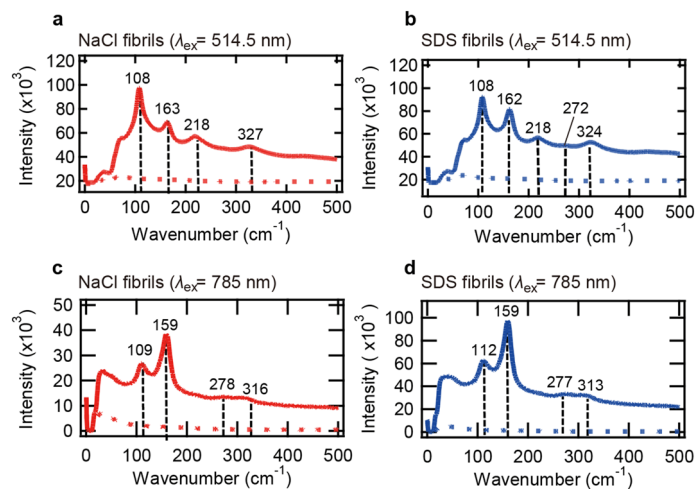 a
NaCl fibrils (λex= 514.5 nm)
Intensity (x10³)
120
100
80
60
40
20
108
163
218
327
0 100 200 300 400 500
Wavenumber (cm⁻¹)
b
SDS fibrils (λex= 514.5 nm)
Intensity (x10³)
120
100
80
60
40
20
108
162
218
272
324
0 100 200 300 400 500
Wavenumber (cm⁻¹)
c
NaCl fibrils (λex= 785 nm)
Intensity (x10³)
50
40
30
20
10
0
109
159
278
316
0 100 200 300 400 500
Wavenumber (cm⁻¹)
d
SDS fibrils (λex= 785 nm)
Intensity ( x10³)
100
80
60
40
20
0
112
159
277
313
0 100 200 300 400 500
Wavenumber (cm⁻¹)